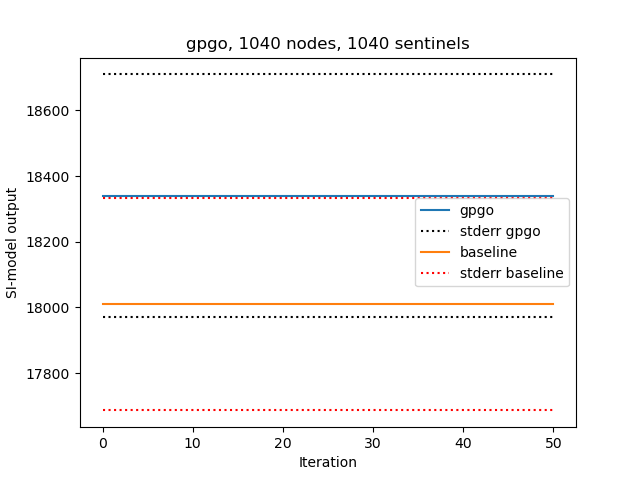 gpgo, 1040 nodes, 1040 sentinels
SI-model output
18600
18400
18200
18000
17800
gpgo
stderr gpgo
baseline
stderr baseline
0
10
20
30
40
50
Iteration